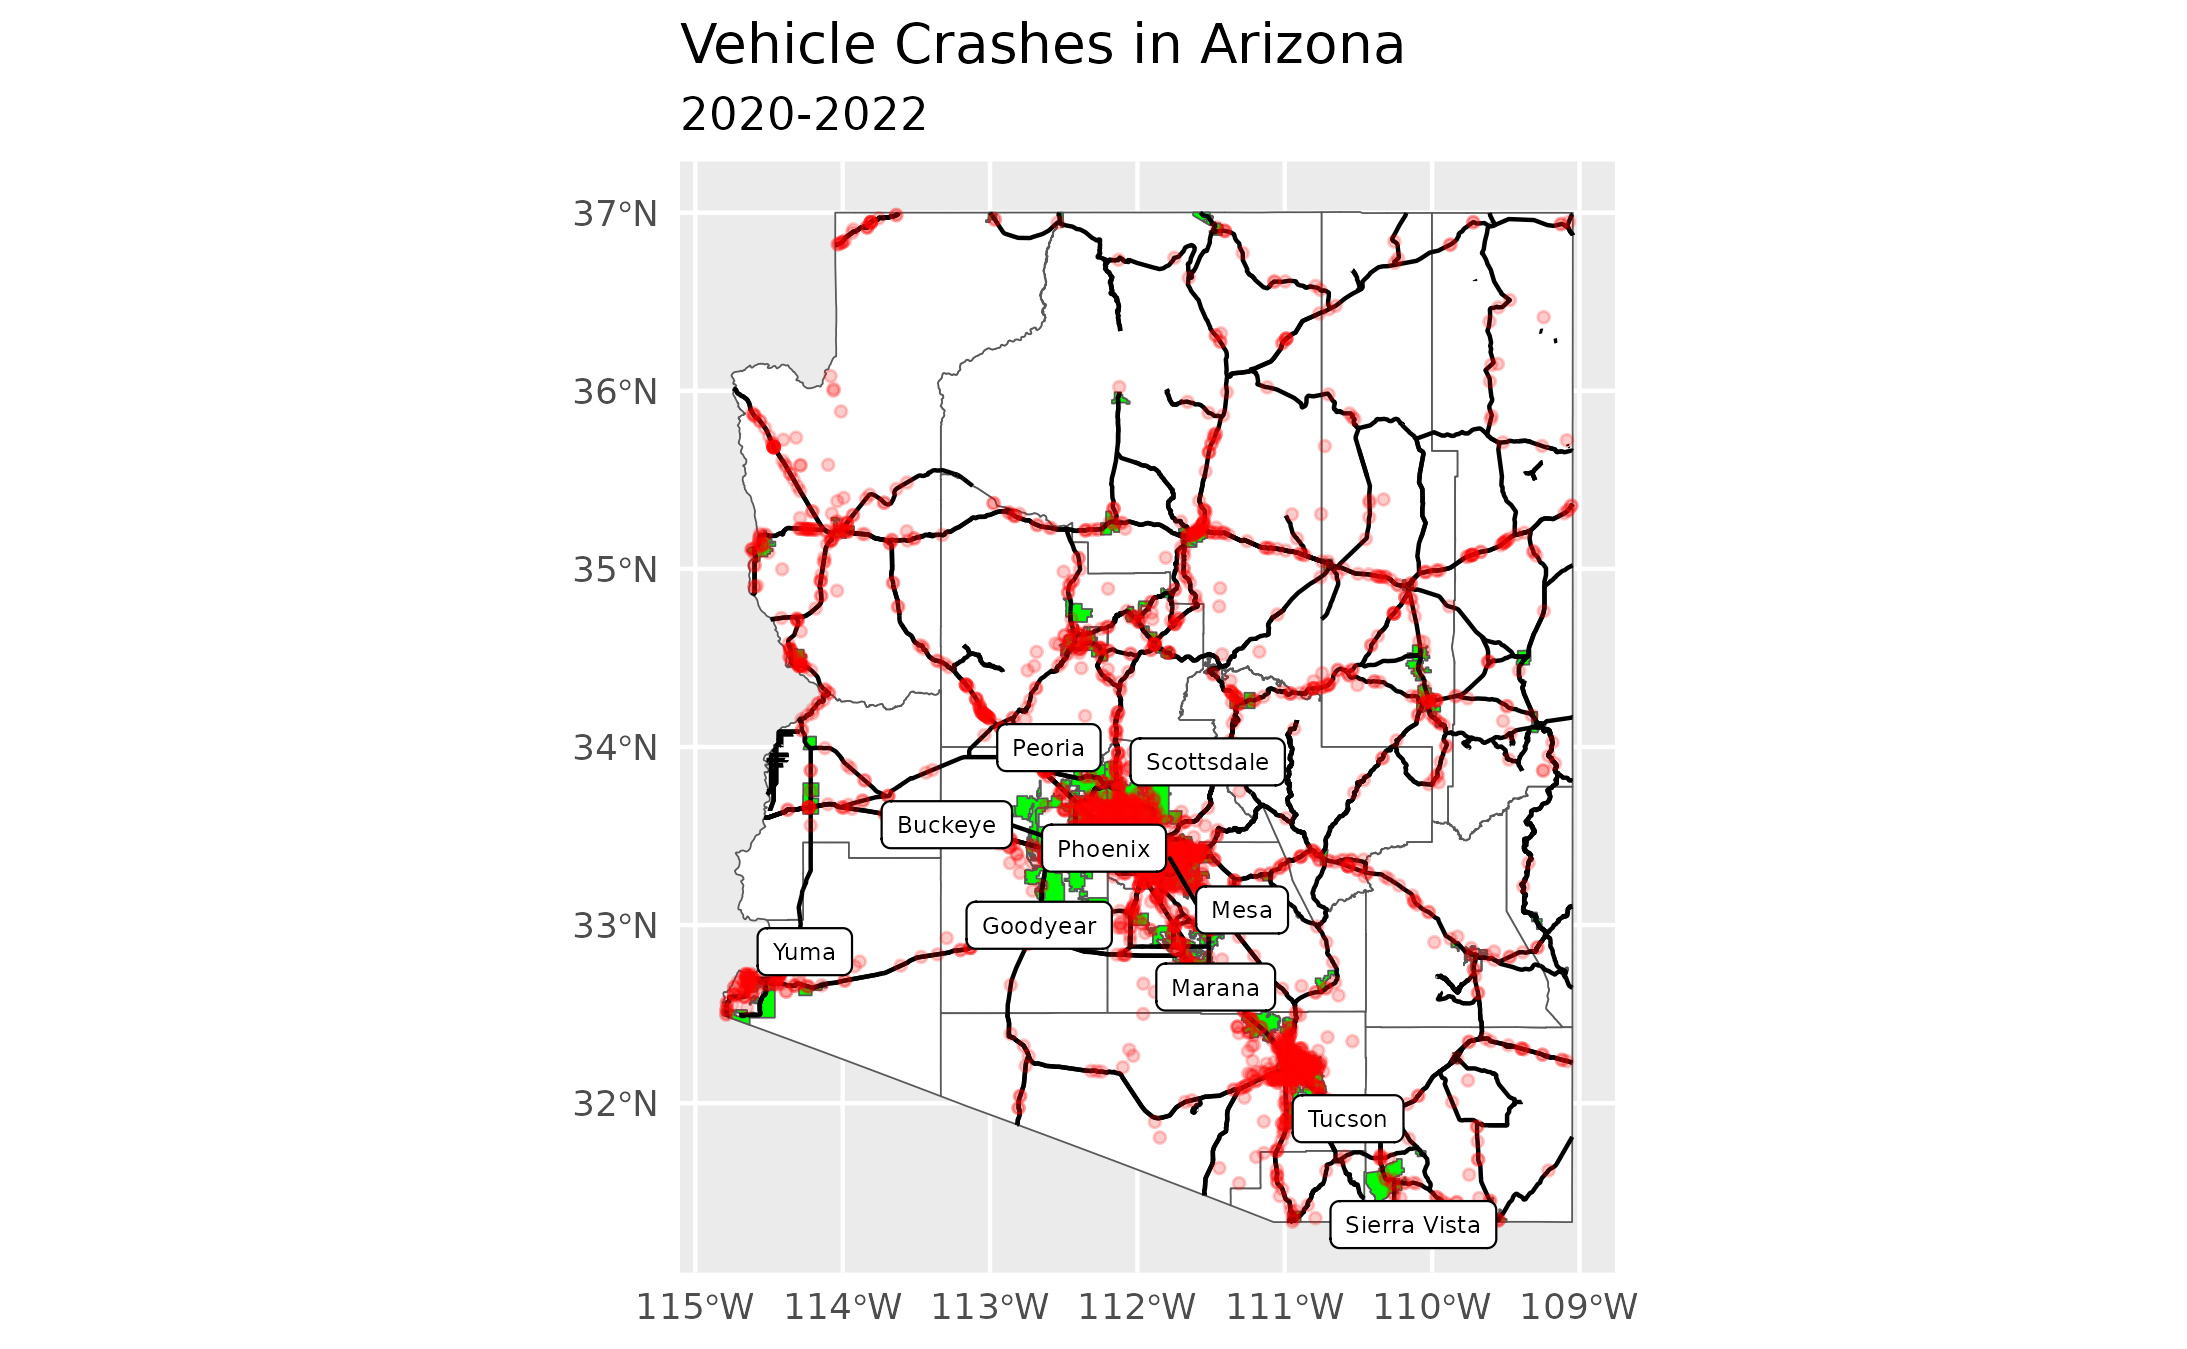 Vehicle Crashes in Arizona
2020-2022
37°N
36°N
35°N
34°N
33°N
32°N
Peoria
Scottsdale
Buckeye
Phoenix
Mesa
Goodyear
Yuma
Marana
Tucson
Sierra Vista
115°W 114°W 113°W 112°W 111°W 110°W 109°W